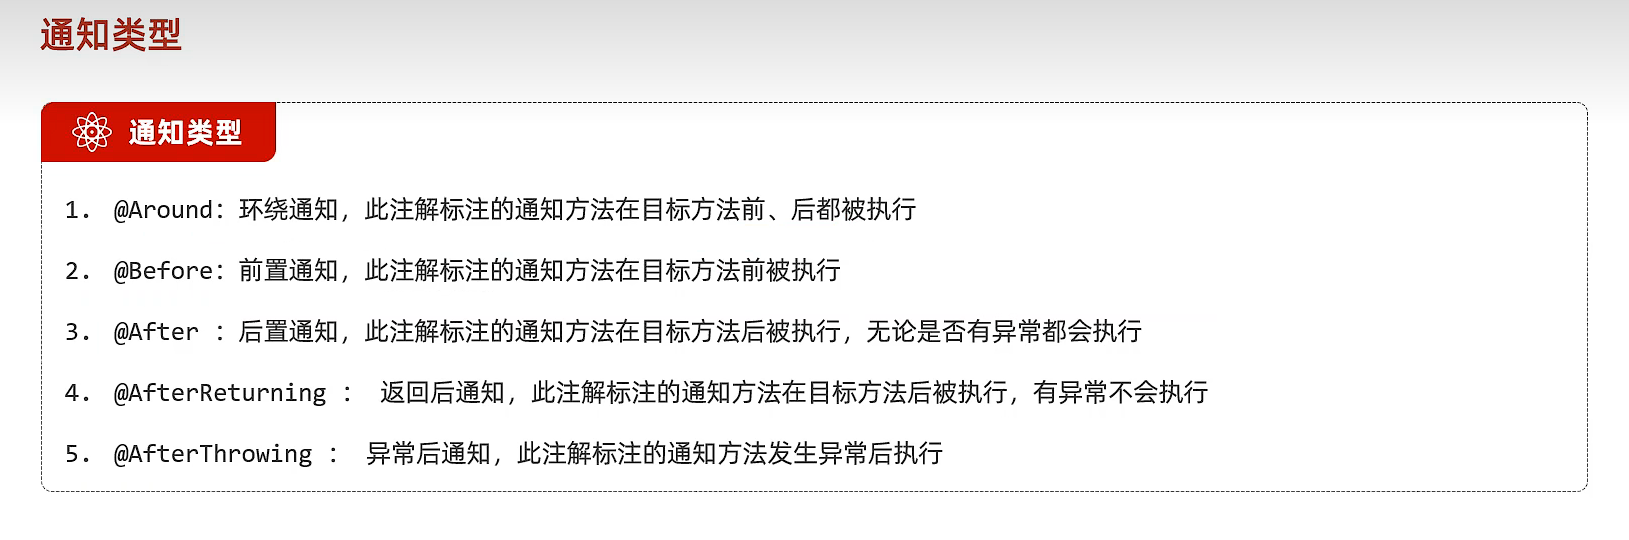 通知类型
通知类型
1. @Around：环绕通知，此注解标注的通知方法在目标方法前、后都被执行
2. @Before：前置通知，此注解标注的通知方法在目标方法前被执行
3. @After ：后置通知，此注解标注的通知方法在目标方法后被执行，无论是否有异常都会执行
4. @AfterReturning ： 返回后通知，此注解标注的通知方法在目标方法后被执行，有异常不会执行
5. @AfterThrowing ： 异常后通知，此注解标注的通知方法发生异常后执行